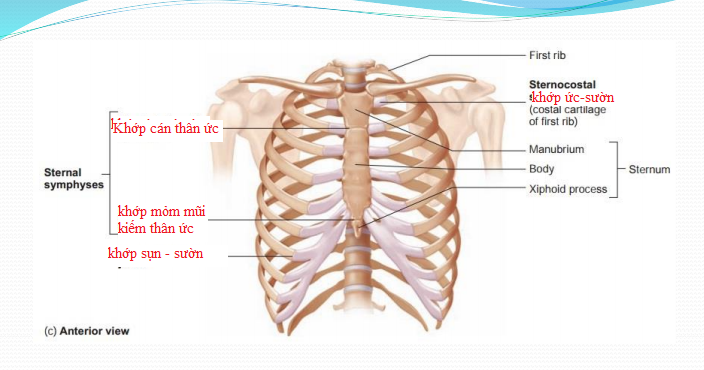 First rib
Sternocostal
khớp ức-sườn
(costal cartilage
of first rib)
Khớp cán thân ức
Manubrium
Body
Sternum
Xiphoid process
Sternal
symphyses
khớp mỏm mũi
kiếm thân ức
khớp sụn - sườn
(c) Anterior view